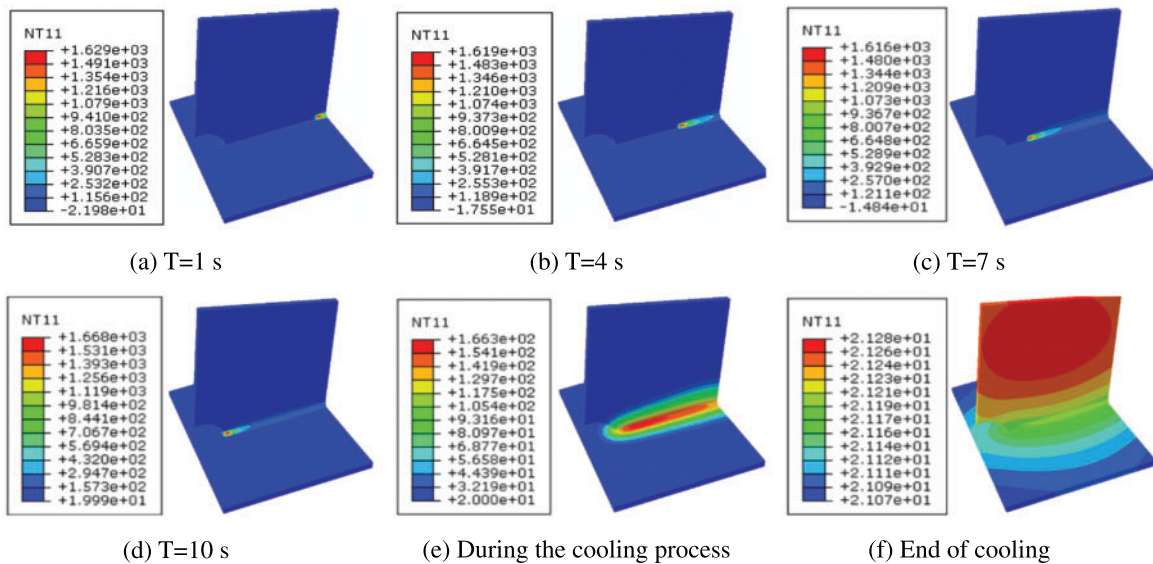 NT11
+1.629e+03
+1.491e+03
+1.354e+03
+1.216e+03
+1.079e+03
+9.410e+02
+8.035e+02
+6.659e+02
+5.283e+02
+3.907e+02
+2.532e+02
+1.156e+02
-2.198e+01
(a) T=1 s
NT11
+1.619e+03
+1.483e+03
+1.346e+03
+1.210e+03
+1.074e+03
+9.373e+02
+8.009e+02
+6.645e+02
+5.281e+02
+3.917e+02
+2.553e+02
+1.189e+02
-1.755e+01
(b) T=4 s
NT11
+1.616e+03
+1.480e+03
+1.344e+03
+1.209e+03
+1.073e+03
+9.367e+02
+8.007e+02
+6.648e+02
+5.289e+02
+3.929e+02
+2.570e+02
+1.211e+02
-1.484e+01
(c) T=7 s
NT11
+1.668e+03
+1.531e+03
+1.393e+03
+1.256e+03
+1.119e+03
+9.814e+02
+8.441e+02
+7.067e+02
+5.694e+02
+4.320e+02
+2.947e+02
+1.573e+02
+1.999e+01
(d) T=10 s
NT11
+1.663e+02
+1.541e+02
+1.419e+02
+1.297e+02
+1.175e+02
+1.054e+02
+9.316e+01
+8.097e+01
+6.877e+01
+5.658e+01
+4.439e+01
+3.219e+01
+2.000e+01
(e) During the cooling process
NT11
+2.128e+01
+2.126e+01
+2.124e+01
+2.123e+01
+2.121e+01
+2.119e+01
+2.117e+01
+2.116e+01
+2.114e+01
+2.112e+01
+2.111e+01
+2.109e+01
+2.107e+01
(f) End of cooling